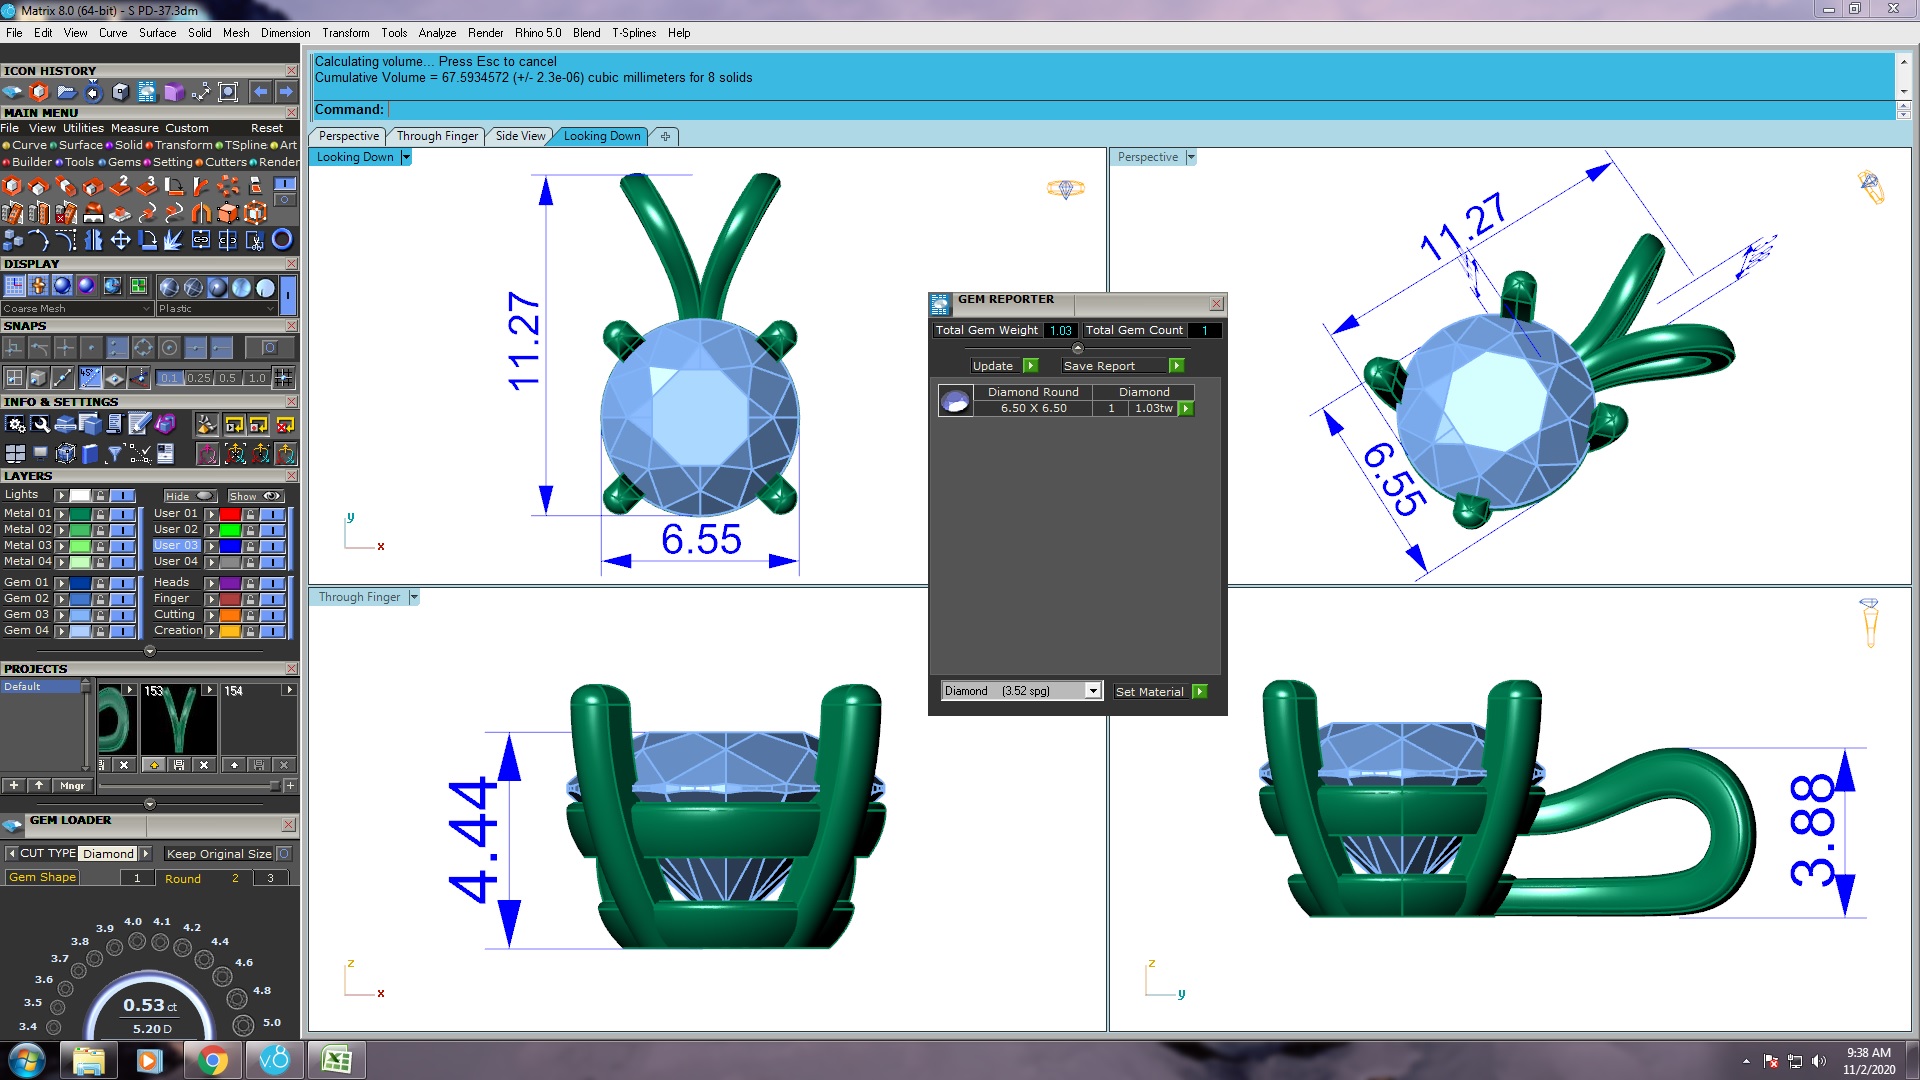 Matrix 8.0 (64-bit) - S PD-37.3dm
File Edit View Curve Surface Solid Mesh Dimension Transform Tools Analyze Render Rhino 5.0 Blend T-Splines Help
Calculating volume... Press Esc to cancel
Cumulative Volume = 67.5934572 (+/- 2.3e-06) cubic millimeters for 8 solids
Command:
Perspective Through Finger Side View Looking Down
ICON HISTORY
MAIN MENU
File View Utilities Measure Custom Reset
Curve Surface Solid Transform TSpline Art
Builder Tools Gems Setting Cutters Render
DISPLAY
Coarse Mesh Plastic
SNAPS
45°
0.1 0.25 0.5 1.0
INFO & SETTINGS
LAYERS
Lights Hide Show
Metal 01 User 01
Metal 02 User 02
Metal 03 User 03
Metal 04 User 04
Gem 01 Heads
Gem 02 Finger
Gem 03 Cutting
Gem 04 Creation
PROJECTS
Default
153 154
Mngr
GEM LOADER
CUT TYPE Diamond Keep Original Size
Gem Shape 1 Round 2 3
4.0 4.1
3.9 4.2
3.8 4.4
3.7 4.6
3.6
3.5 4.8
3.4 5.0
0.53 ct
5.20 D
Looking Down
11.27
6.55
y
x
Perspective
11.27
6.55
GEM REPORTER
Total Gem Weight 1.03 Total Gem Count 1
Update Save Report
Diamond Round Diamond
6.50 X 6.50 1 1.03tw
Diamond (3.52 spg) Set Material
Through Finger
4.44
z
x
3.88
z
y
v8
9:38 AM
11/2/2020